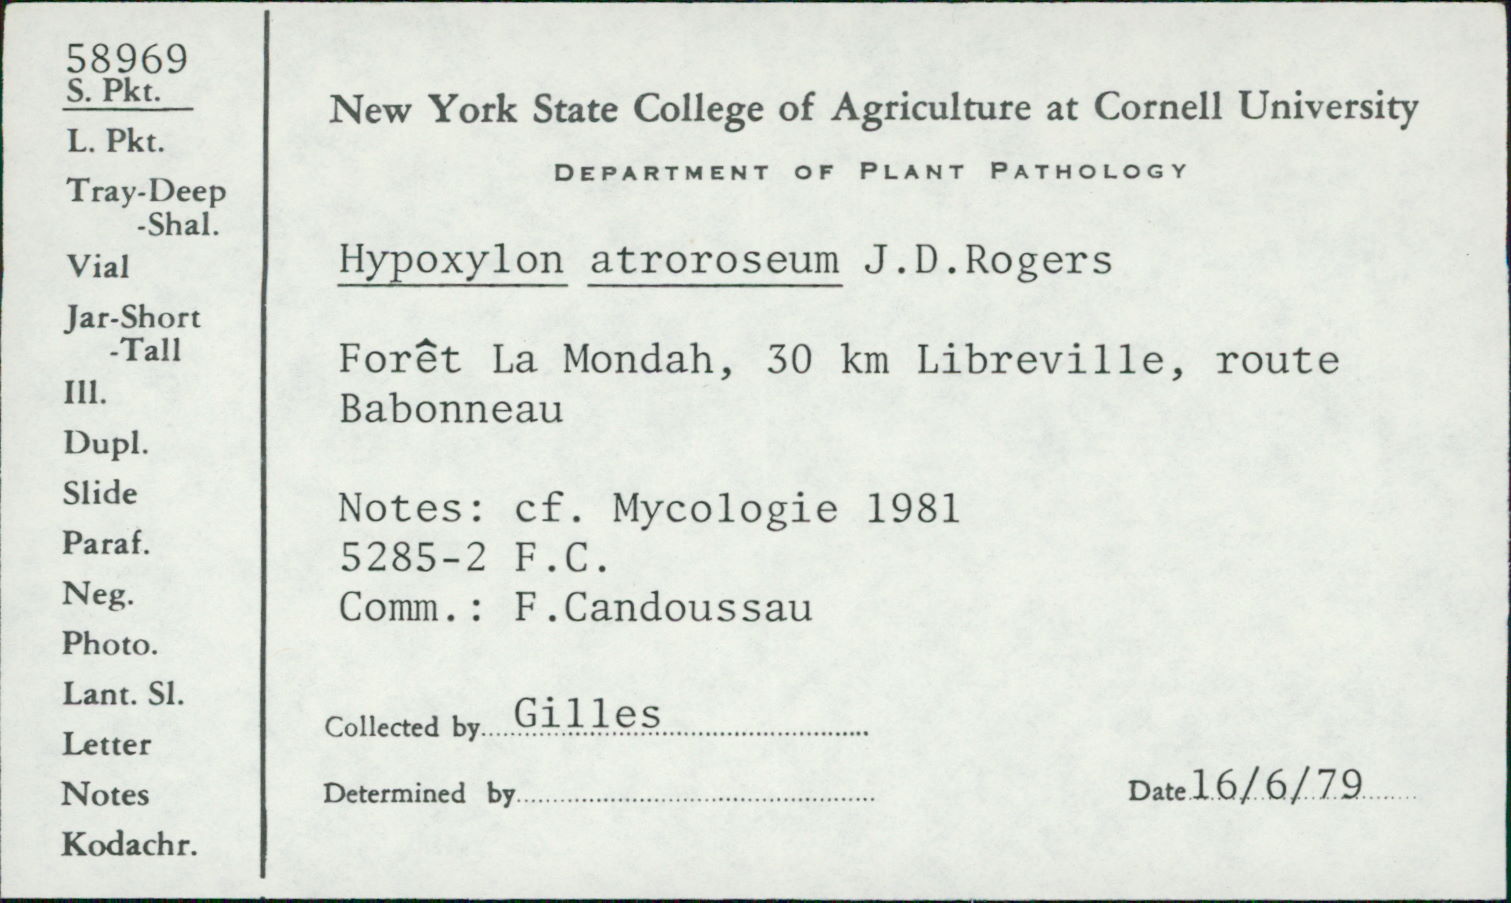 58969
S. Pkt.
L. Pkt.
Tray-Deep
-Shal.
Vial
Jar-Short
-Tall
Ill.
Dupl.
Slide
Paraf.
Neg.
Photo.
Lant. Sl.
Letter
Notes
Kodachr.
New York State College of Agriculture at Cornell University
DEPARTMENT OF PLANT PATHOLOGY
Hypoxylon atroroseum J.D.Rogers
Forêt La Mondah, 30 km Libreville, route
Babonneau
Notes: cf. Mycologie 1981
5285-2 F.C.
Comm.: F.Candoussau
Collected by Gilles
Determined by
Date 16/6/79